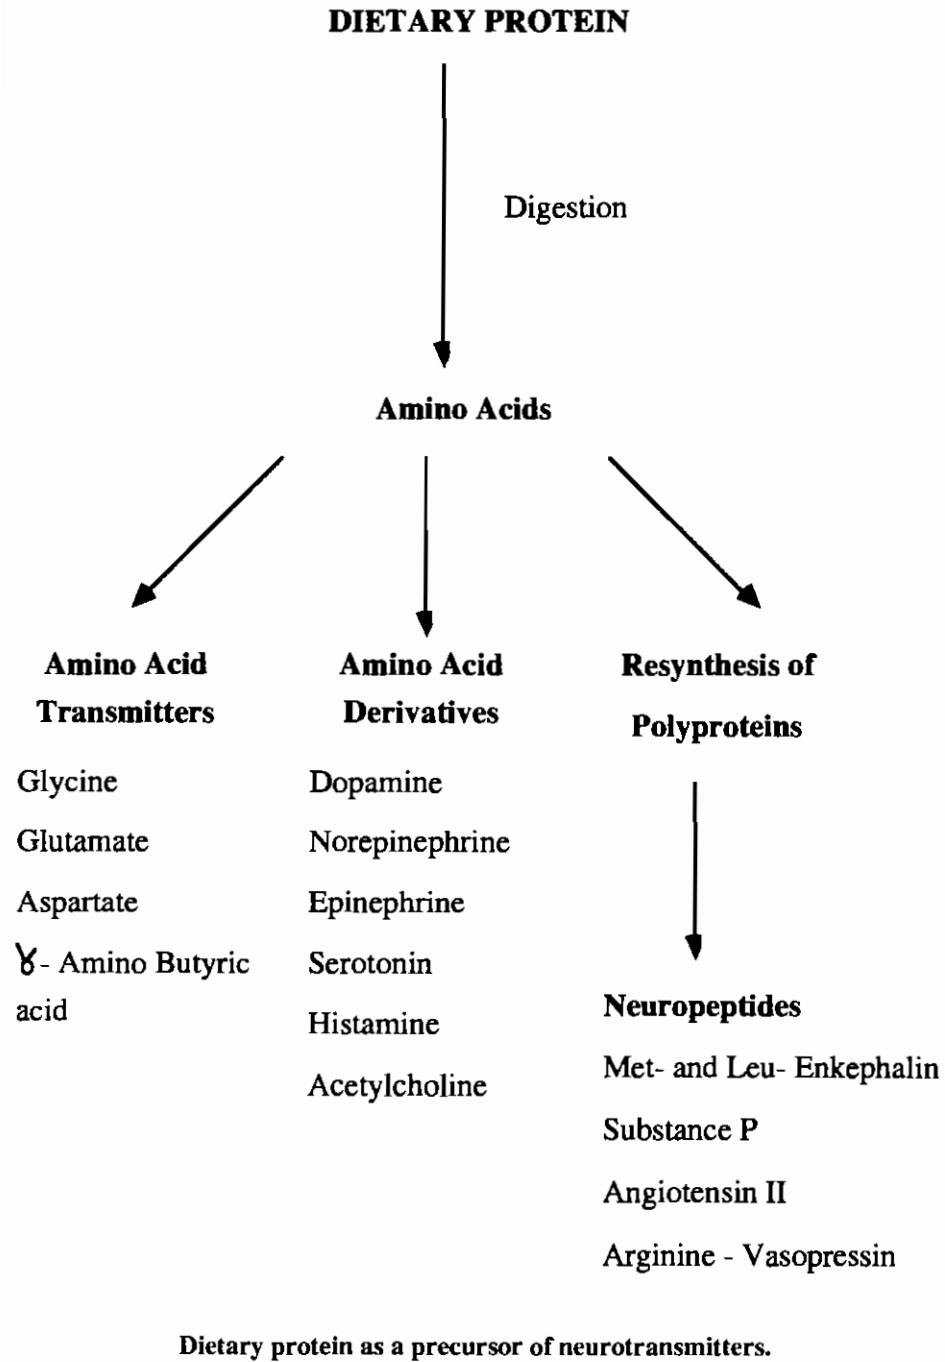 DIETARY PROTEIN
Digestion
Amino Acids
Amino Acid
Transmitters
Glycine
Glutamate
Aspartate
ɣ- Amino Butyric
acid
Amino Acid
Derivatives
Dopamine
Norepinephrine
Epinephrine
Serotonin
Histamine
Acetylcholine
Resynthesis of
Polyproteins
Neuropeptides
Met- and Leu- Enkephalin
Substance P
Angiotensin II
Arginine - Vasopressin
Dietary protein as a precursor of neurotransmitters.